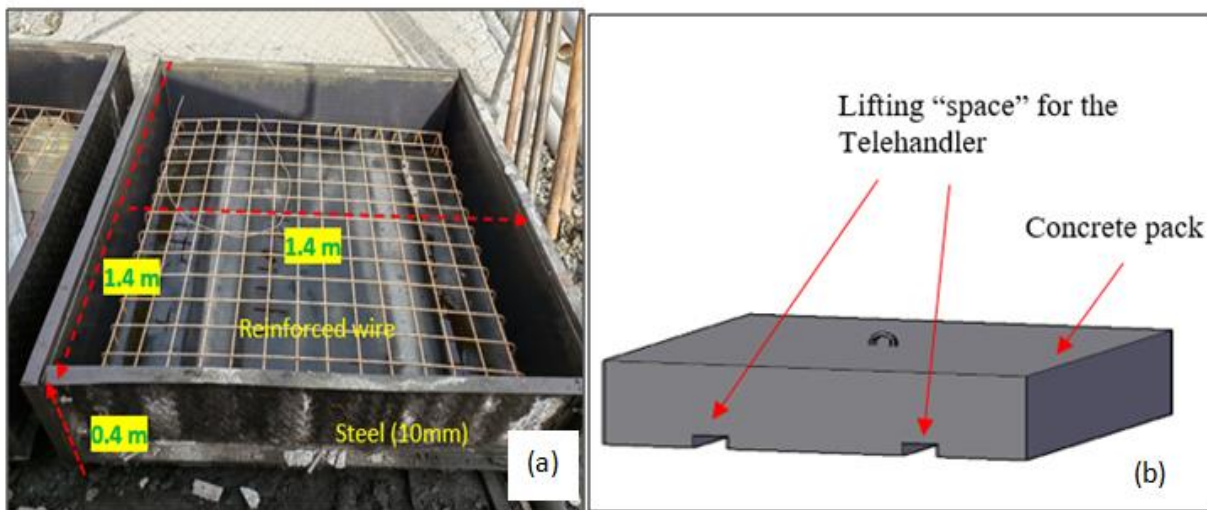 1.4 m
1.4 m
Reinforced wire
0.4 m
Steel (10mm)
(a)
Lifting “space” for the
Telehandler
Concrete pack
(b)